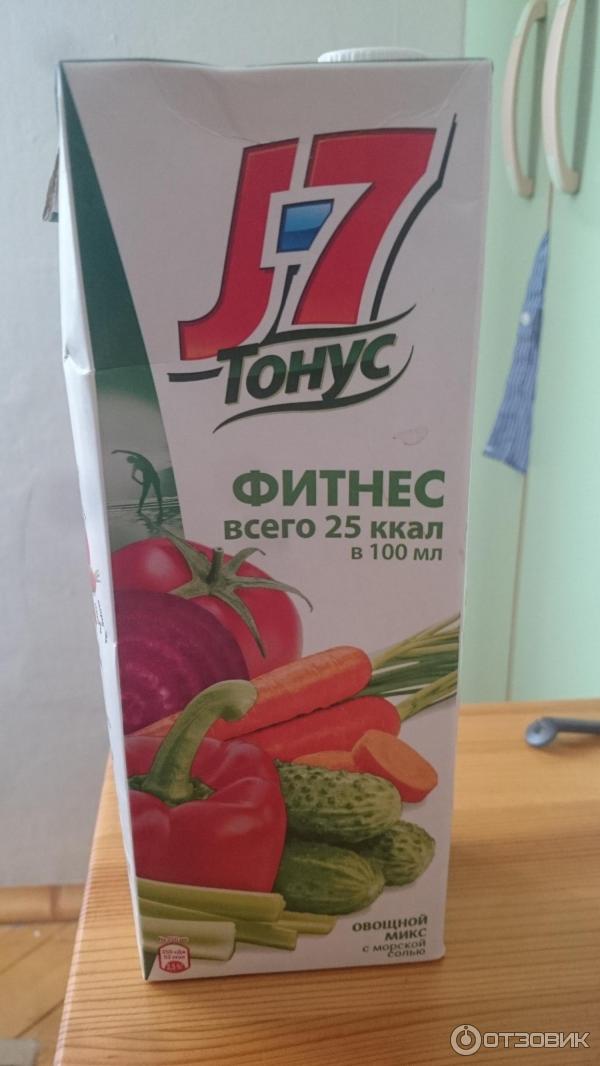 J7
Тонус
ФИТНЕС
всего 25 ккал
в 100 мл
ОВОЩНОЙ
МИКС
С МОРСКОЙ
СОЛЬЮ
ОТЗОВИК